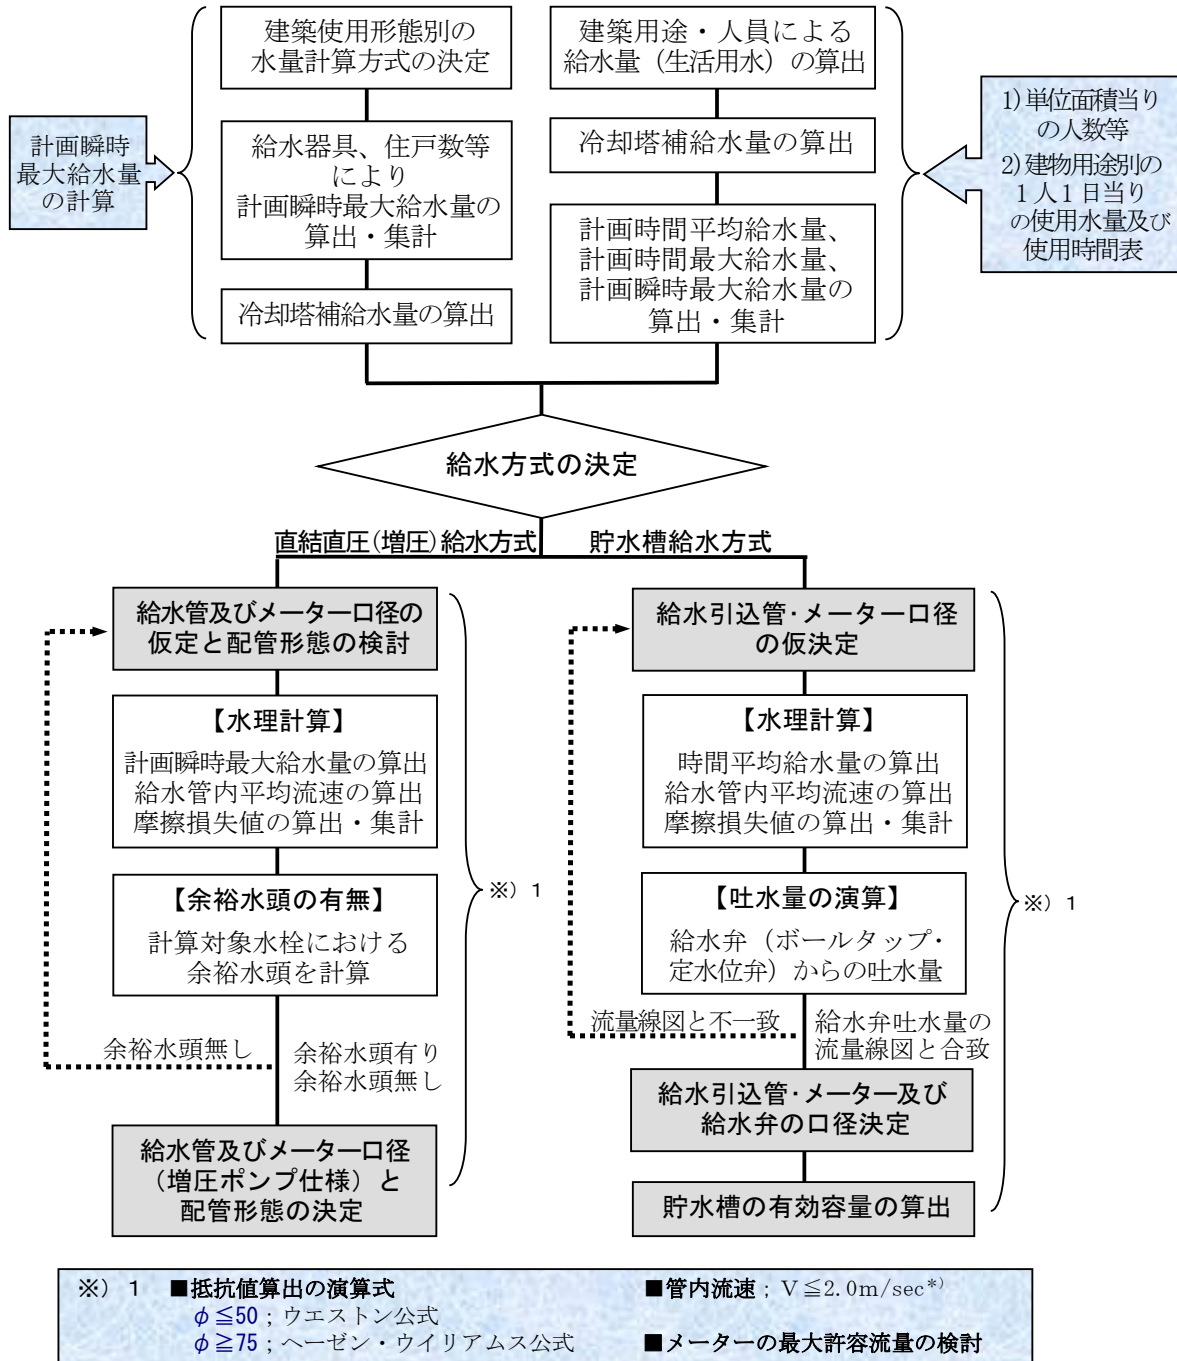 建築使用形態別の
水量計算方式の決定
建築用途・人員による
給水量（生活用水）の算出
計画瞬時
最大給水量
の計算
給水器具、住戸数等
により
計画瞬時最大給水量の
算出・集計
冷却塔補給水量の算出
冷却塔補給水量の算出
計画時間平均給水量、
計画時間最大給水量、
計画瞬時最大給水量の
算出・集計
1)単位面積当り
の人数等
2)建物用途別の
1人1日当り
の使用水量及び
使用時間表
給水方式の決定
直結直圧(増圧)給水方式
貯水槽給水方式
給水管及びメーター口径の
仮定と配管形態の検討
【水理計算】
計画瞬時最大給水量の算出
給水管内平均流速の算出
摩擦損失値の算出・集計
【余裕水頭の有無】
計算対象水栓における
余裕水頭を計算
余裕水頭無し
余裕水頭有り
余裕水頭無し
給水管及びメーター口径
（増圧ポンプ仕様）と
配管形態の決定
※）1
給水引込管･メーター口径
の仮決定
【水理計算】
時間平均給水量の算出
給水管内平均流速の算出
摩擦損失値の算出・集計
【吐水量の演算】
給水弁（ボールタップ・
定水位弁）からの吐水量
流量線図と不一致
給水弁吐水量の
流量線図と合致
給水引込管･メーター及び
給水弁の口径決定
貯水槽の有効容量の算出
※）1
※）1 ■抵抗値算出の演算式
φ≦50；ウエストン公式
φ≧75；ヘーゼン・ウイリアムス公式
■管内流速；V≦2.0m/sec*)
■メーターの最大許容流量の検討